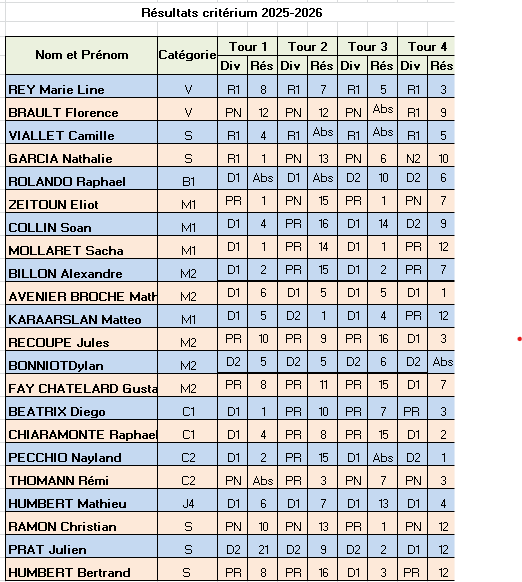 Résultats critérium 2025-2026
Nom et Prénom Catégorie Tour 1 Tour 2 Tour 3 Tour 4
Div Rés Div Rés Div Rés Div Rés
REY Marie Line V R1 8 R1 7 R1 5 R1 3
BRAULT Florence V PN 12 PN 12 PN Abs R1 9
VIALLET Camille S R1 4 R1 Abs R1 Abs R1 5
GARCIA Nathalie S R1 1 PN 13 PN 6 N2 10
ROLANDO Raphael B1 D1 Abs D1 Abs D2 10 D2 6
ZEITOUN Eliot M1 PR 1 PN 15 PR 1 PN 7
COLLIN Soan M1 D1 4 PR 16 D1 14 D2 9
MOLLARET Sacha M1 D1 1 PR 14 D1 1 PR 12
BILLON Alexandre M2 D1 2 PR 15 D1 2 PR 7
AVENIER BROCHE Math M2 D1 6 D1 5 D1 5 D1 1
KARAARSLAN Matteo M1 D1 5 D2 1 D1 4 PR 12
RECOUPE Jules M2 PR 10 PR 9 PR 16 D1 3
BONNIOTDylan M2 D2 5 D2 5 D2 6 D2 Abs
FAY CHATELARD Gusta M2 PR 8 PR 11 PR 15 D1 7
BEATRIX Diego C1 D1 1 PR 10 PR 7 PR 3
CHIARAMONTE Raphael C1 D1 4 PR 8 PR 15 D1 2
PECCHIO Nayland C2 D1 2 PR 15 D1 Abs D2 1
THOMANN Rémi C2 PN Abs PR 3 PN 7 PN 3
HUMBERT Mathieu J4 D1 6 D1 7 D1 13 D1 4
RAMON Christian S PN 10 PN 13 PR 1 PN 12
PRAT Julien S D2 21 D2 9 D2 2 D1 12
HUMBERT Bertrand S PR 8 PR 16 D1 3 PR 12